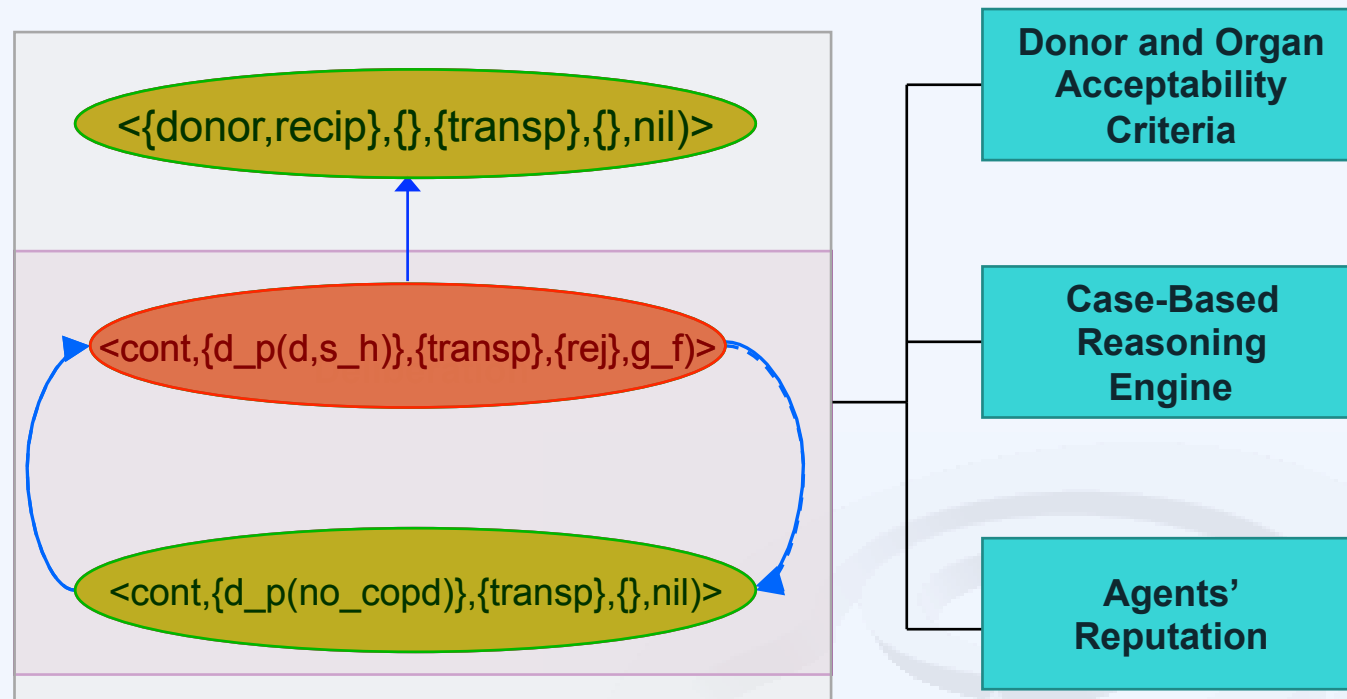 <{donor,recip},{},{transp},{},nil)>
<cont,{d_p(d,s_h)},{transp},{rej},g_f)>
<cont,{d_p(no_copd)},{transp},{},nil)>
Donor and Organ
Acceptability
Criteria
Case-Based
Reasoning
Engine
Agents’
Reputation